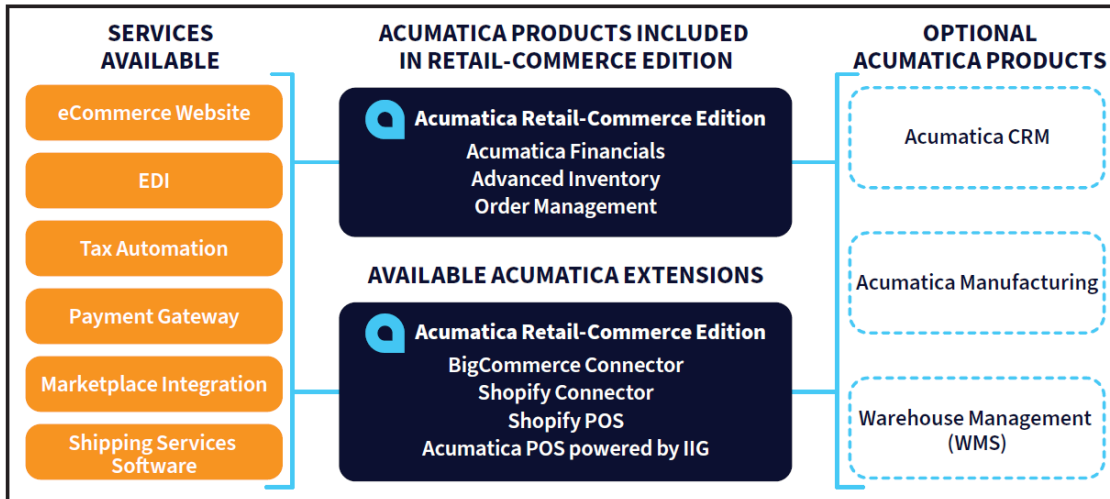 SERVICES
AVAILABLE
eCommerce Website
EDI
Tax Automation
Payment Gateway
Marketplace Integration
Shipping Services
Software
ACUMATICA PRODUCTS INCLUDED
IN RETAIL-COMMERCE EDITION
Acumatica Retail-Commerce Edition
Acumatica Financials
Advanced Inventory
Order Management
AVAILABLE ACUMATICA EXTENSIONS
Acumatica Retail-Commerce Edition
BigCommerce Connector
Shopify Connector
Shopify POS
Acumatica POS powered by IIG
OPTIONAL
ACUMATICA PRODUCTS
Acumatica CRM
Acumatica Manufacturing
Warehouse Management
(WMS)